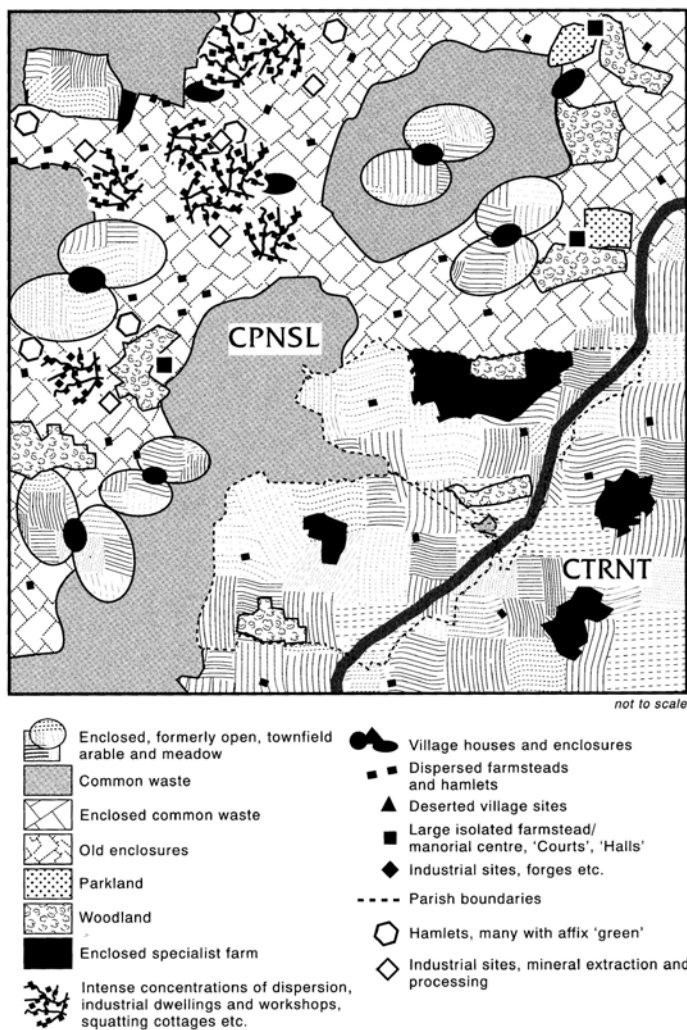 CPNSL
CTRNT
not to scale
Enclosed, formerly open, townfield
arable and meadow
Common waste
Enclosed common waste
Old enclosures
Parkland
Woodland
Enclosed specialist farm
Intense concentrations of dispersion,
industrial dwellings and workshops,
squatting cottages etc.
Village houses and enclosures
Dispersed farmsteads
and hamlets
Deserted village sites
Large isolated farmstead/
manorial centre, 'Courts', 'Halls'
Industrial sites, forges etc.
Parish boundaries
Hamlets, many with affix 'green'
Industrial sites, mineral extraction and
processing